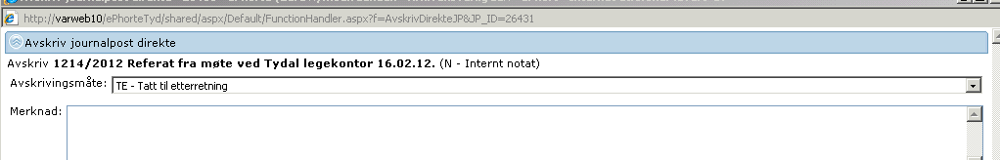 http://varweb10/ePhorteTyd/shared/aspx/Default/FunctionHandler.aspx?f=AvskrivDirekteJP&JP_ID=26431
Avskriv journalpost direkte
Avskriv 1214/2012 Referat fra møte ved Tydal legekontor 16.02.12. (N - Internt notat)
Avskrivingsmåte: TE - Tatt til etterretning
Merknad: